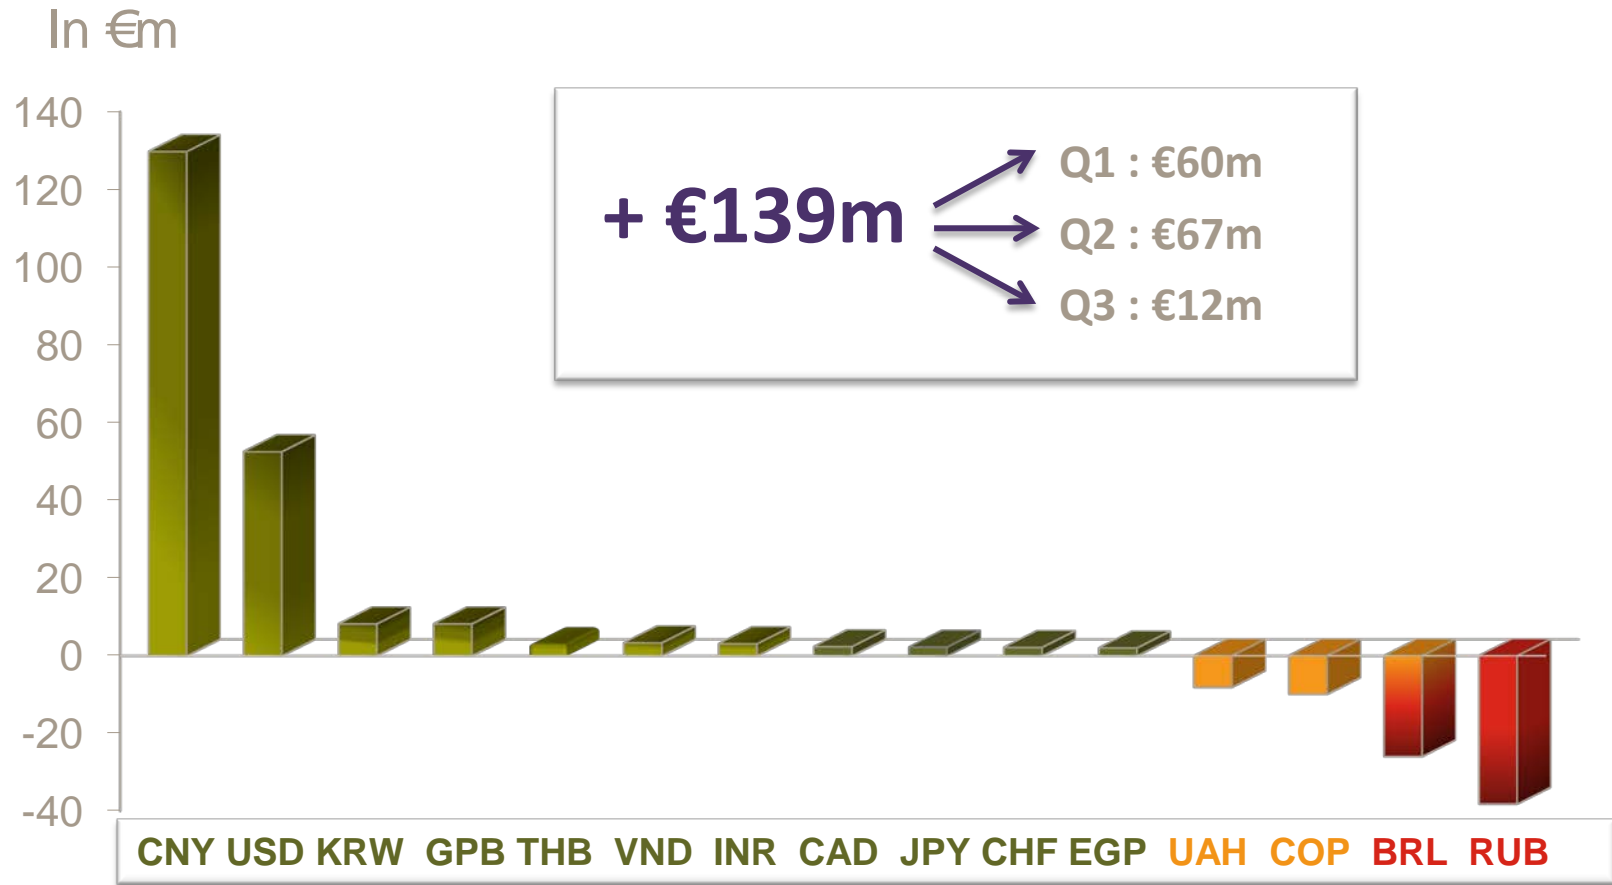 In €m
140
120
100
80
60
40
20
0
-20
-40
+ €139m
Q1 : €60m
Q2 : €67m
Q3 : €12m
CNY USD KRW GPB THB VND INR CAD JPY CHF EGP UAH COP BRL RUB